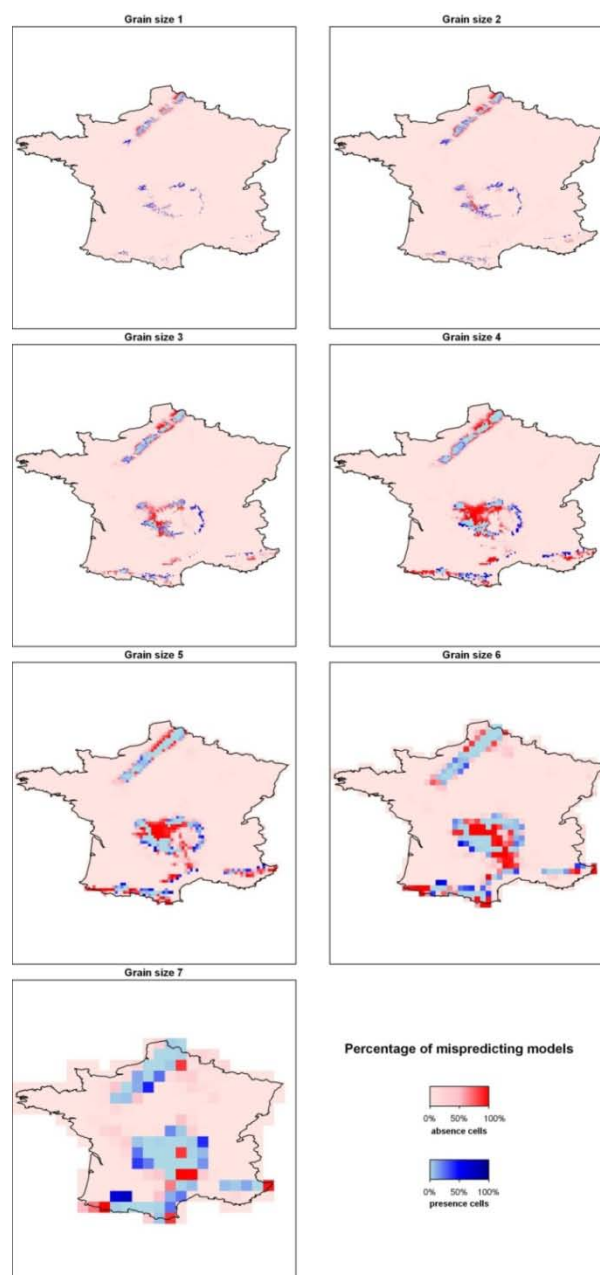 Grain size 1
Grain size 2
Grain size 3
Grain size 4
Grain size 5
Grain size 6
Grain size 7
Percentage of mispredicting models
0% 50% 100%
absence cells
0% 50% 100%
presence cells